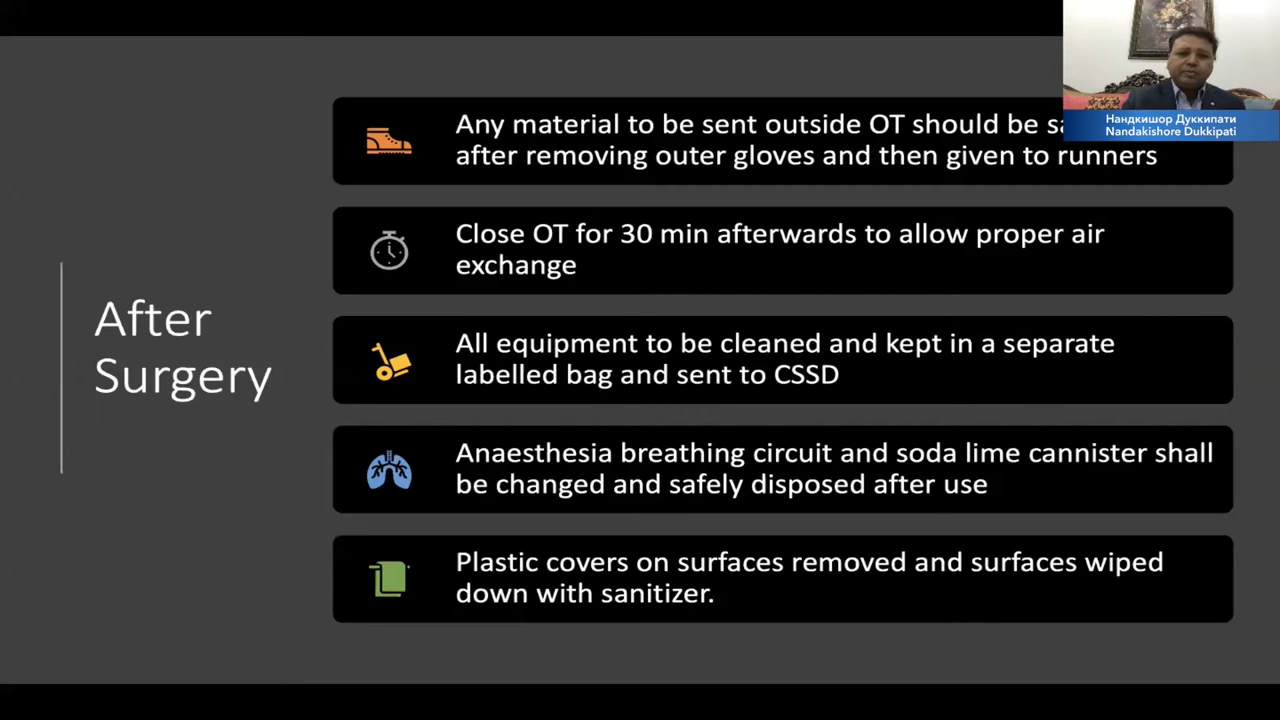 Нандкишор Дуккипати
Nandakishore Dukkipati
After
Surgery
Any material to be sent outside OT should be
after removing outer gloves and then given to runners
Close OT for 30 min afterwards to allow proper air
exchange
All equipment to be cleaned and kept in a separate
labelled bag and sent to CSSD
Anaesthesia breathing circuit and soda lime cannister shall
be changed and safely disposed after use
Plastic covers on surfaces removed and surfaces wiped
down with sanitizer.